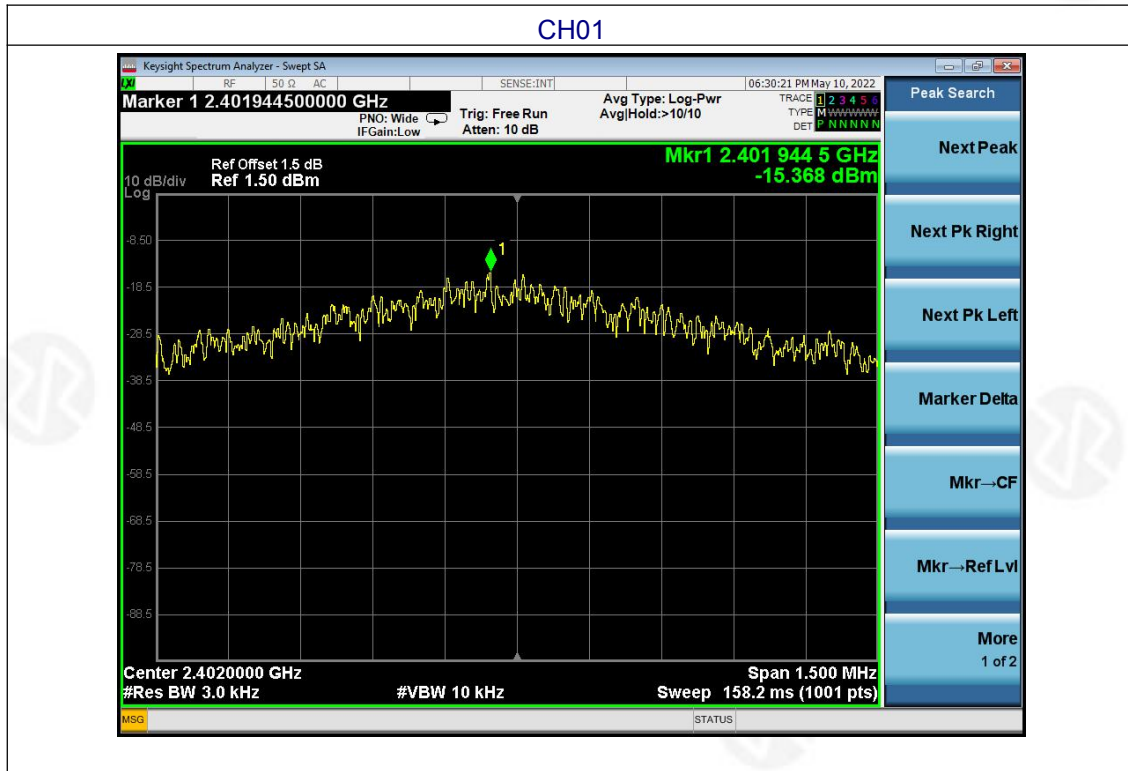 CH01
Keysight Spectrum Analyzer - Swept SA
LXI RF 50 Ω AC SENSE:INT 06:30:21 PM May 10, 2022
Marker 1 2.401944500000 GHz
PNO: Wide
IFGain:Low
Trig: Free Run
Atten: 10 dB
Avg Type: Log-Pwr
Avg|Hold:>10/10
TRACE 1 2 3 4 5 6
TYPE M WWWWW
DET P N N N N N
Mkr1 2.401 944 5 GHz
-15.368 dBm
Ref Offset 1.5 dB
10 dB/div Ref 1.50 dBm
Log
-8.50
-18.5
-28.5
-38.5
-48.5
-58.5
-68.5
-78.5
-88.5
1
Center 2.4020000 GHz Span 1.500 MHz
#Res BW 3.0 kHz #VBW 10 kHz Sweep 158.2 ms (1001 pts)
MSG STATUS
Peak Search
Next Peak
Next Pk Right
Next Pk Left
Marker Delta
Mkr→CF
Mkr→Ref Lvl
More
1 of 2